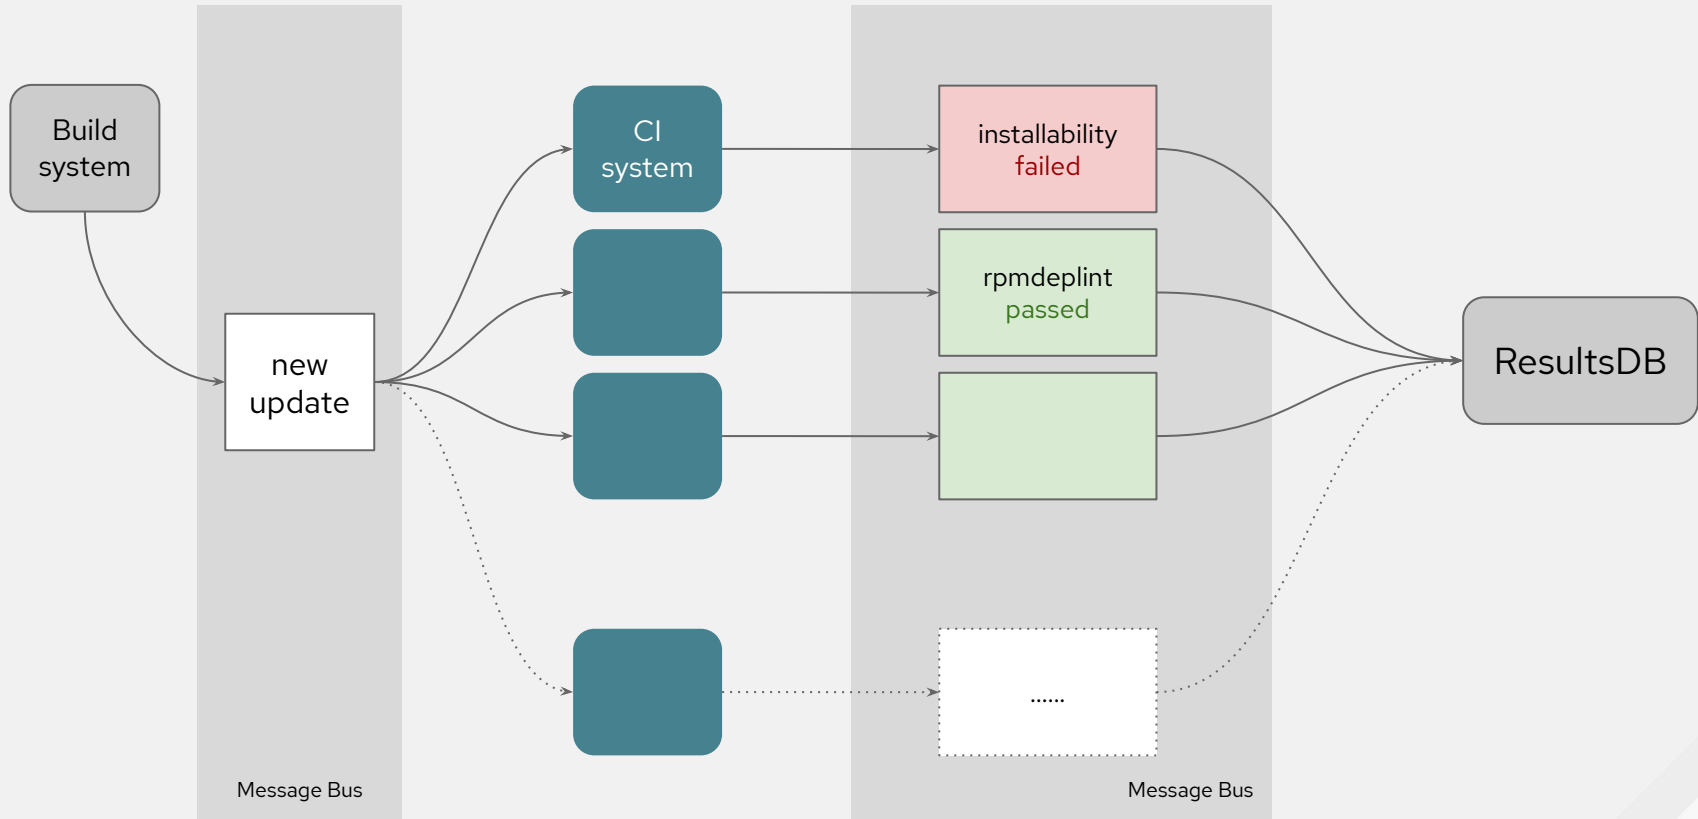 Build
system
new
update
CI
system
installability
failed
rpmdeplint
passed
......
ResultsDB
Message Bus
Message Bus